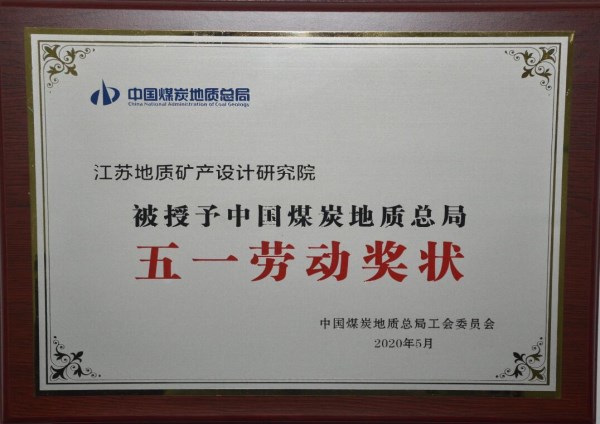 中国煤炭地质总局
China National Administration of Coal Geology
江苏地质矿产设计研究院
被授予中国煤炭地质总局
五一劳动奖状
中国煤炭地质总局工会委员会
2020年5月